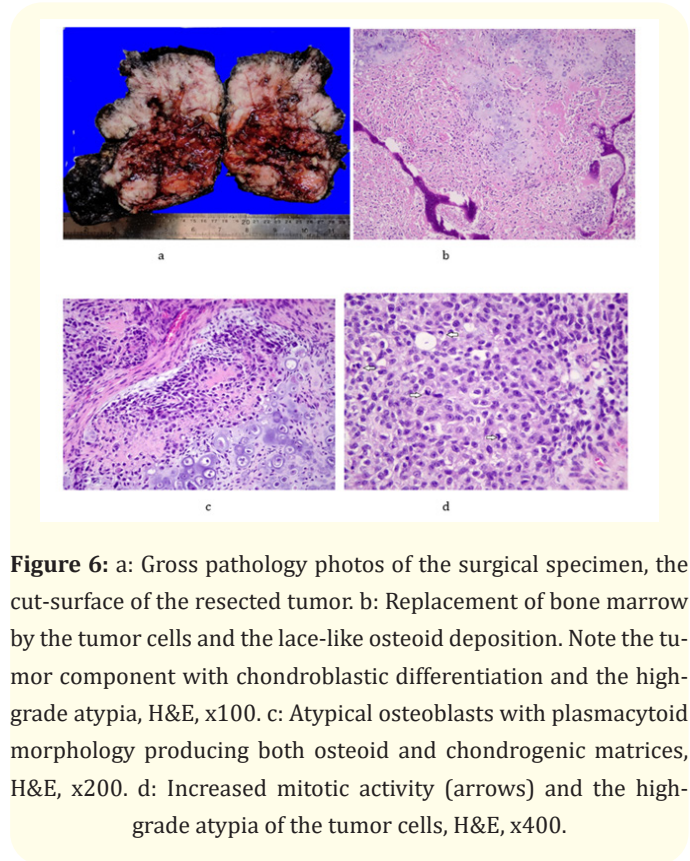 a
b
c
d
Figure 6: a: Gross pathology photos of the surgical specimen, the
cut-surface of the resected tumor. b: Replacement of bone marrow
by the tumor cells and the lace-like osteoid deposition. Note the tu-
mor component with chondroblastic differentiation and the high-
grade atypia, H&E, x100. c: Atypical osteoblasts with plasmacytoid
morphology producing both osteoid and chondrogenic matrices,
H&E, x200. d: Increased mitotic activity (arrows) and the high-
grade atypia of the tumor cells, H&E, x400.